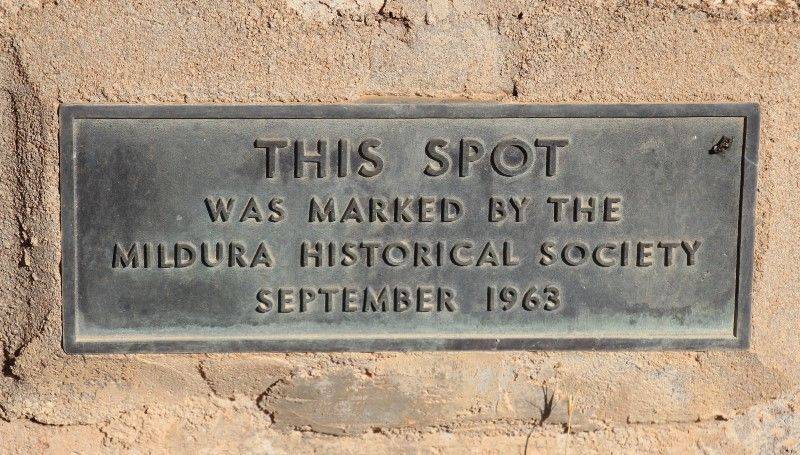 THIS SPOT
WAS MARKED BY THE
MILDURA HISTORICAL SOCIETY
SEPTEMBER 1963